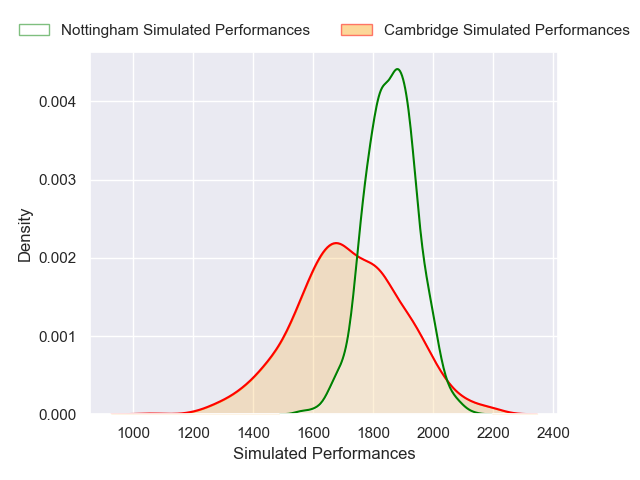 Nottingham Simulated Performances
Cambridge Simulated Performances
0.004
0.003
0.002
0.001
0.000
Density
1000 1200 1400 1600 1800 2000 2200 2400
Simulated Performances